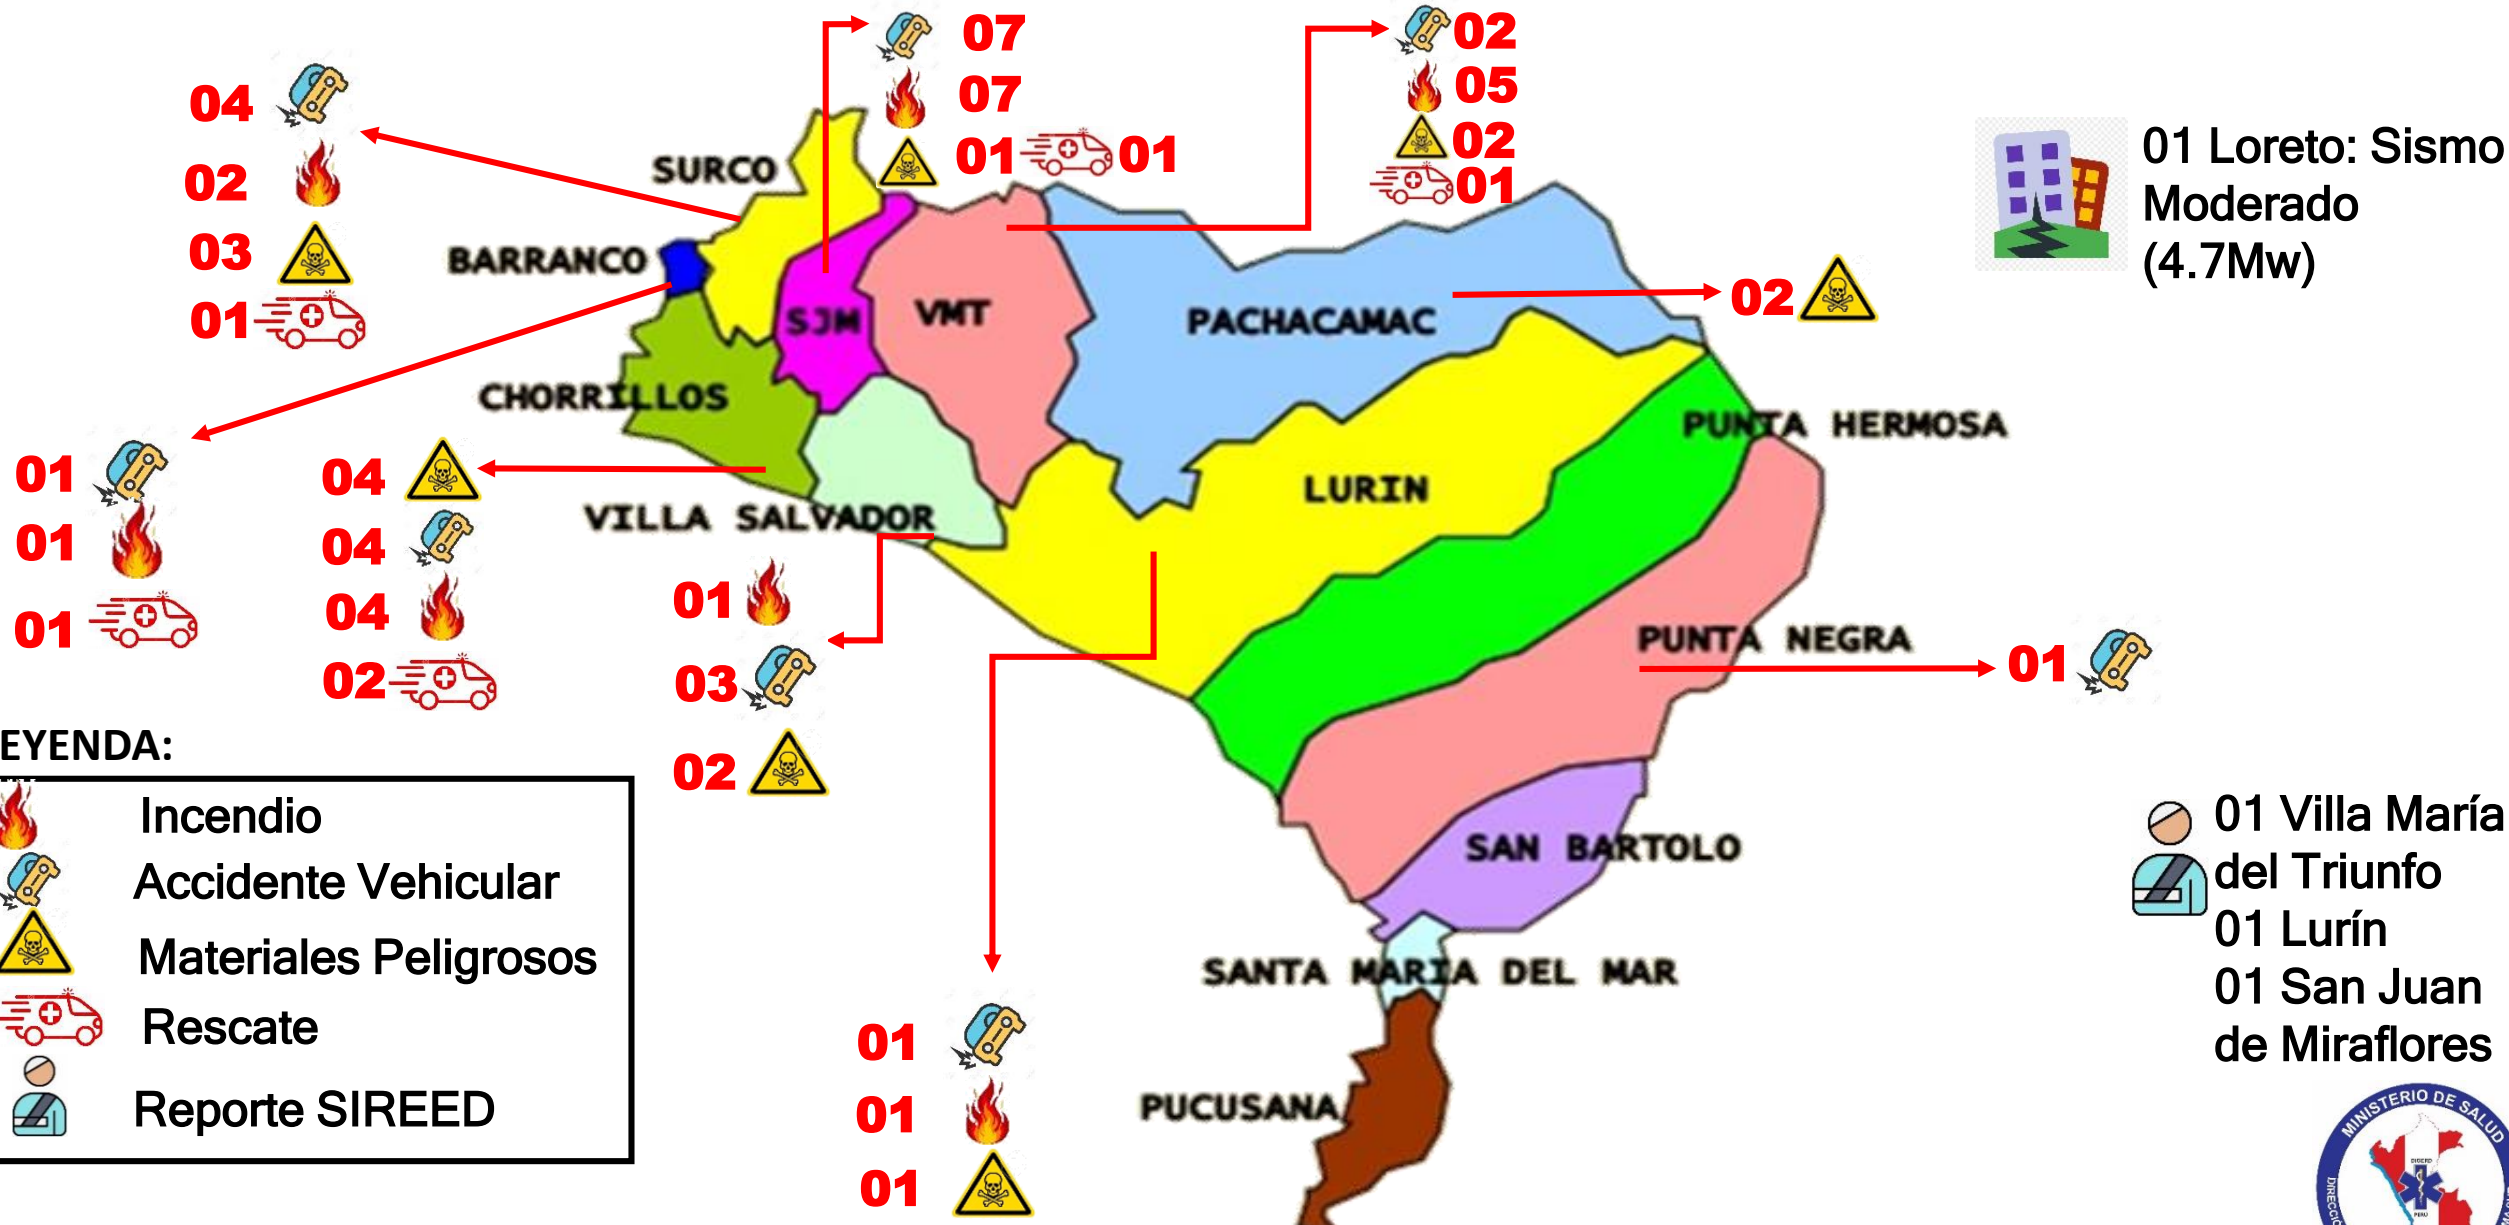 07
07
01 01
02
05
02
01
04
02
03
01
SURCO
BARRANCO
SJM
VMT
PACHACAMAC
02
01 Loreto: Sismo
Moderado
(4.7Mw)
CHORRILLOS
PUNTA HERMOSA
LURIN
VILLA SALVADOR
01
01
01
04
04
04
02
01
03
02
PUNTA NEGRA
01
EYENDA:
Incendio
Accidente Vehicular
Materiales Peligrosos
Rescate
Reporte SIREED
SAN BARTOLO
SANTA MARIA DEL MAR
PUCUSANA
01
01
01
01 Villa María
del Triunfo
01 Lurín
01 San Juan
de Miraflores
MINISTERIO DE SALUD
DIGERD
PERÚ